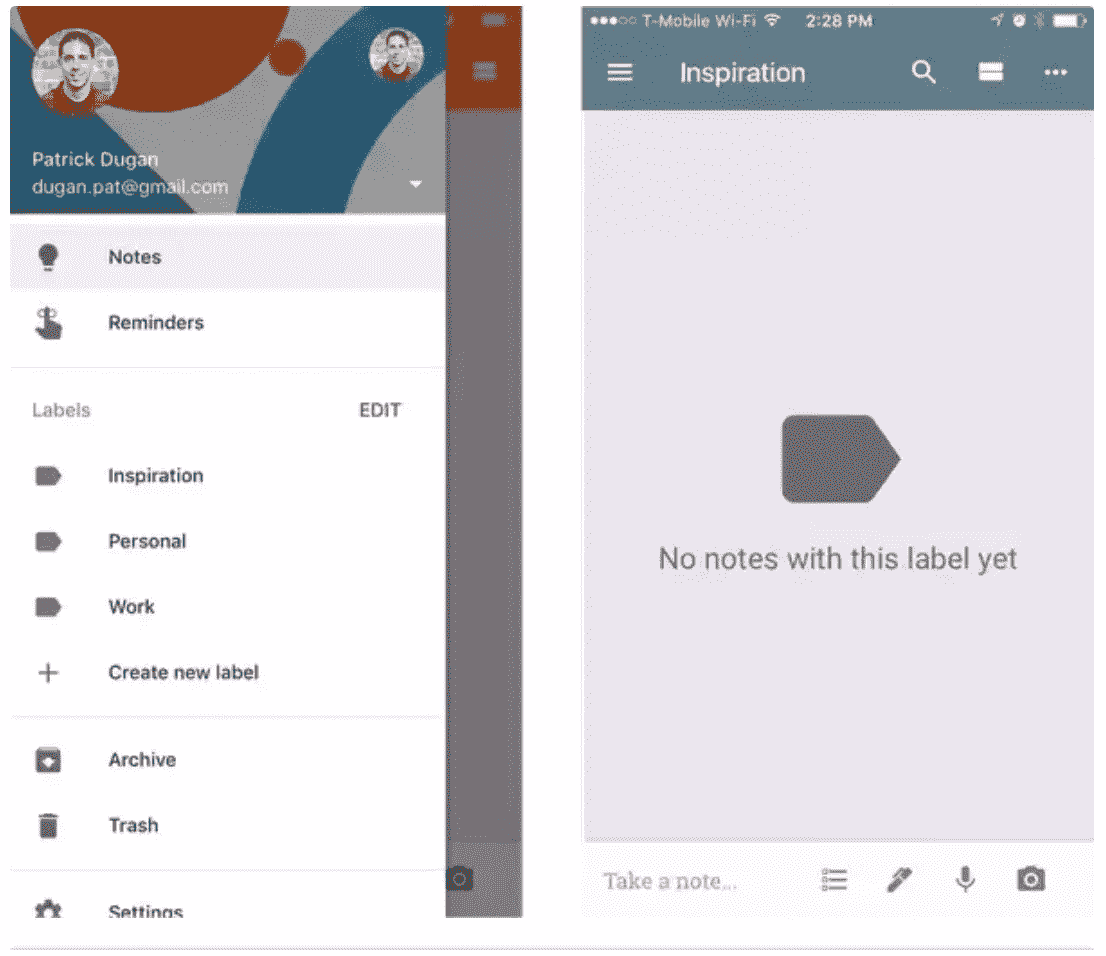 Patrick Dugan
dugan.pat@gmail.com
Notes
Reminders
Labels EDIT
Inspiration
Personal
Work
Create new label
Archive
Trash
Settings
T-Mobile Wi-Fi 2:28 PM
Inspiration
No notes with this label yet
Take a note...